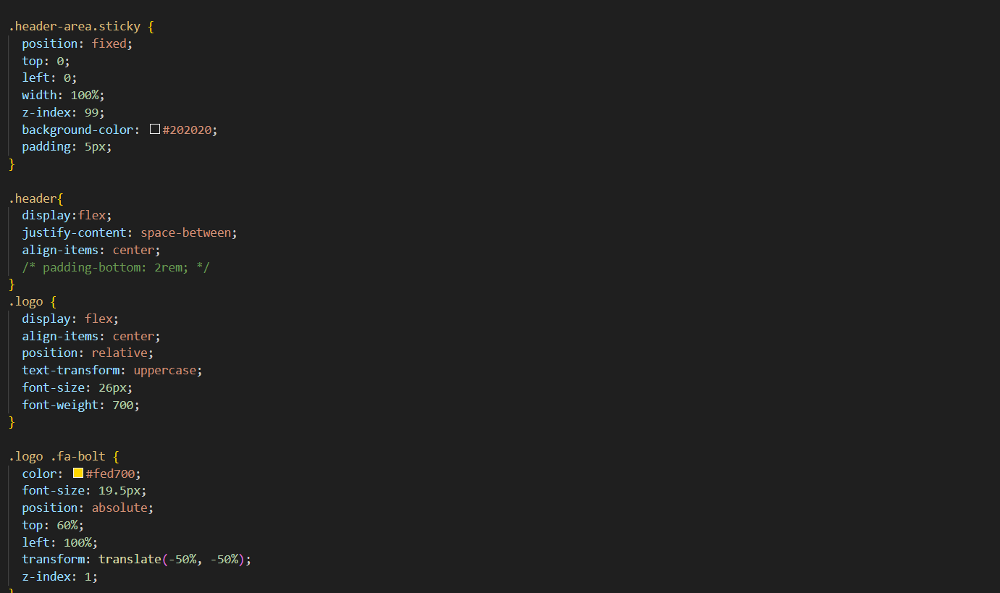 .header-area.sticky {
position: fixed;
top: 0;
left: 0;
width: 100%;
z-index: 99;
background-color: #202020;
padding: 5px;
}
.header{
display:flex;
justify-content: space-between;
align-items: center;
/* padding-bottom: 2rem; */
}
.logo {
display: flex;
align-items: center;
position: relative;
text-transform: uppercase;
font-size: 26px;
font-weight: 700;
}
.logo .fa-bolt {
color: #fed700;
font-size: 19.5px;
position: absolute;
top: 60%;
left: 100%;
transform: translate(-50%, -50%);
z-index: 1;
}